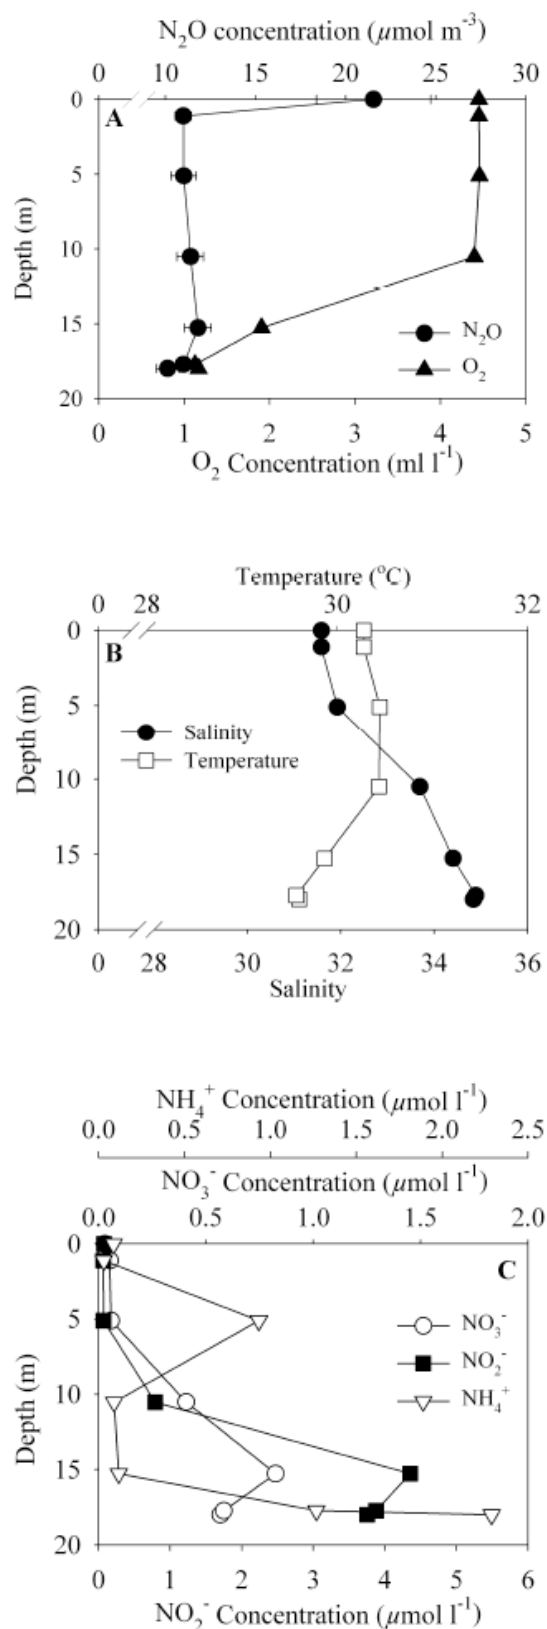 N₂O concentration (μmol m⁻³)
0 10 15 20 25 30
A
0
5
10
15
20
Depth (m)
N₂O
O₂
0 1 2 3 4 5
O₂ Concentration (ml l⁻¹)
Temperature (°C)
0 28 30 32
B
0
5
10
15
20
Depth (m)
Salinity
Temperature
0 28 30 32 34 36
Salinity
NH₄⁺ Concentration (μmol l⁻¹)
0.0 0.5 1.0 1.5 2.0 2.5
NO₃⁻ Concentration (μmol l⁻¹)
0.0 0.5 1.0 1.5 2.0
C
0
5
10
15
20
Depth (m)
NO₃⁻
NO₂⁻
NH₄⁺
0 1 2 3 4 5 6
NO₂⁻ Concentration (μmol l⁻¹)